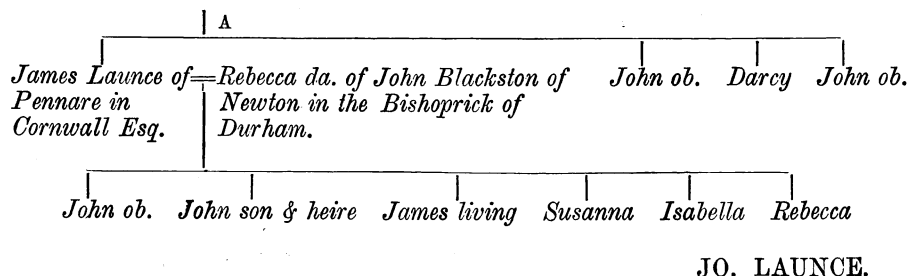 A
James Launce of=Rebecca da. of John Blackston of John ob. Darcy John ob.
Pennare in Newton in the Bishoprick of
Cornwall Esq. Durham.
John ob. John son & heire James living Susanna Isabella Rebecca
JO. LAUNCE.